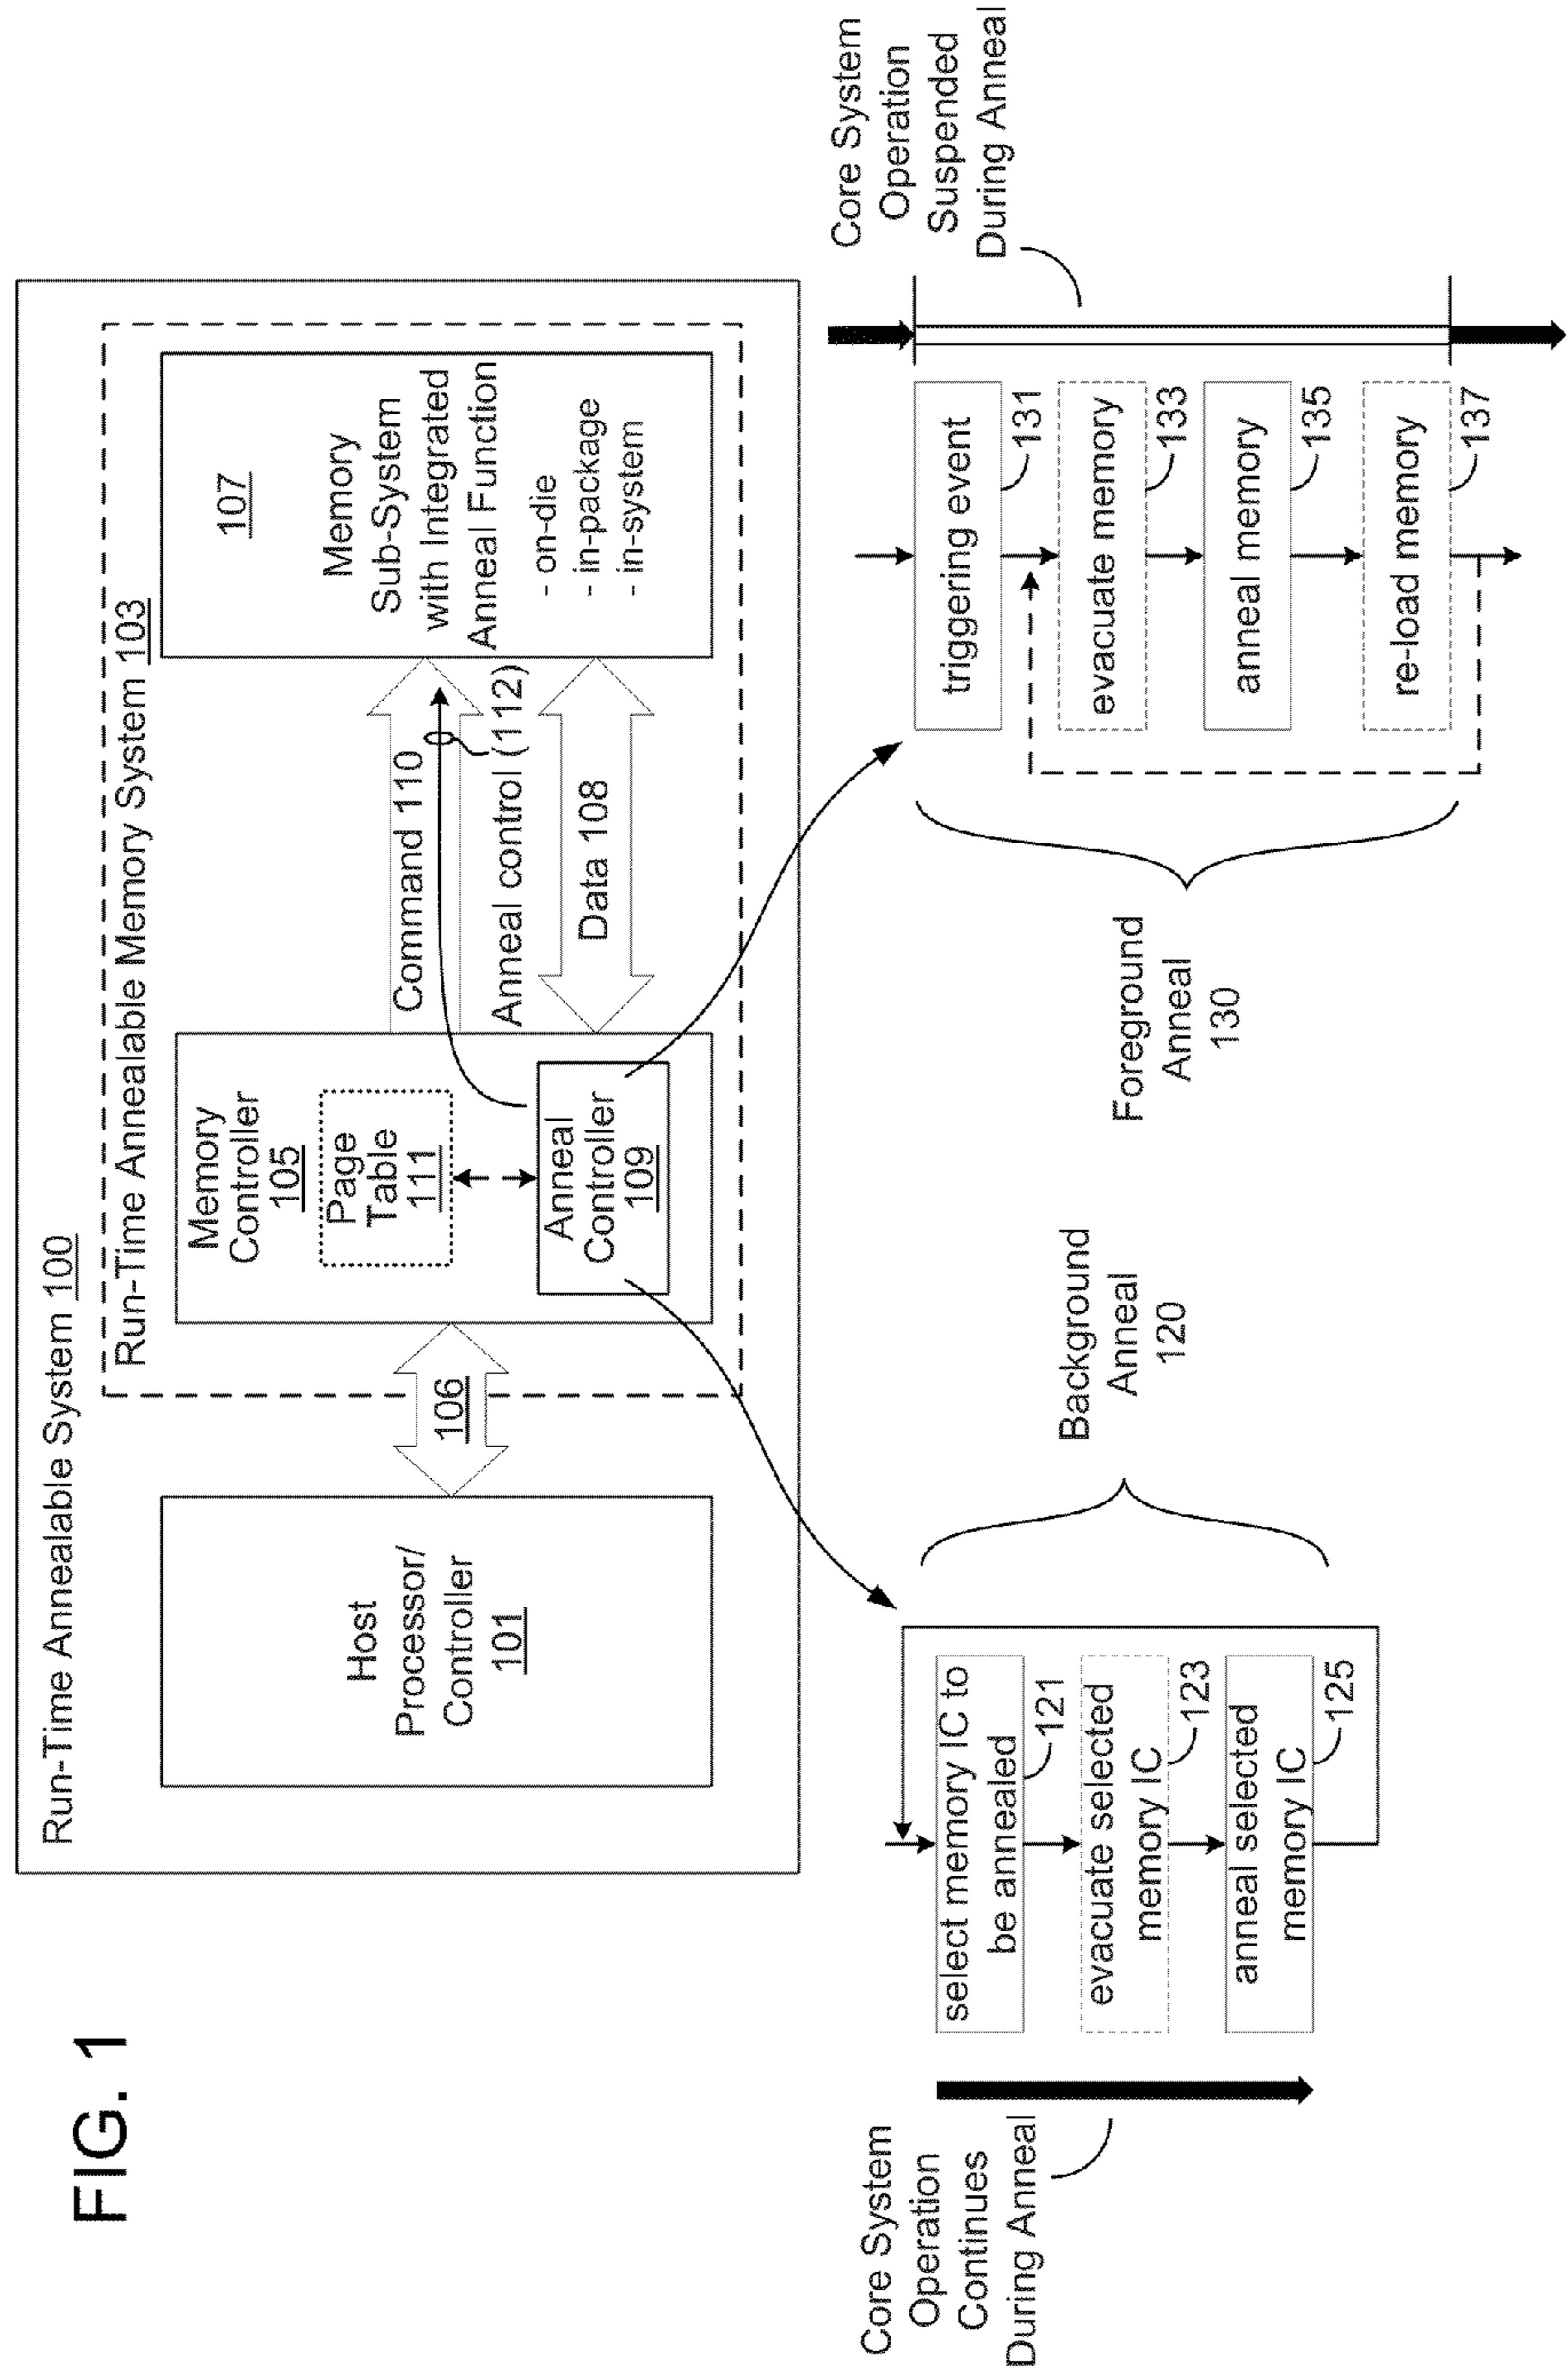 FIG. 1
Run-Time Annealable System 100
Run-Time Annealable Memory System 103
Host
Processor/
Controller
101
106
Memory
Controller
105
Page
Table
111
Anneal
Controller
109
Command 110
Anneal control (112)
Data 108
107
Memory
Sub-System
with Integrated
Anneal Function
- on-die
- in-package
- in-system
Core System
Operation
Continues
During Anneal
select memory IC to
be annealed
121
evacuate selected
memory IC
123
anneal selected
memory IC
125
Background
Anneal
120
Foreground
Anneal
130
triggering event
131
evacuate memory
133
anneal memory
135
re-load memory
137
Core System
Operation
Suspended
During Anneal